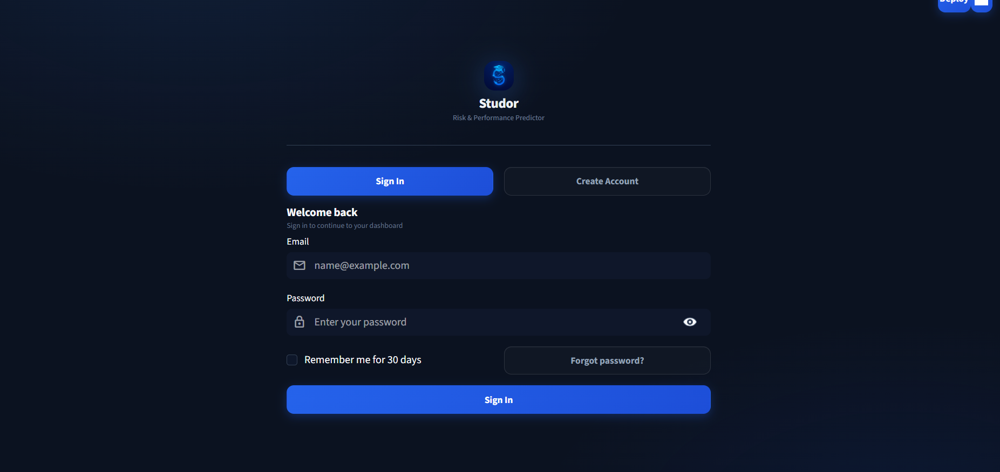 Deploy
Studor
Risk & Performance Predictor
Sign In
Create Account
Welcome back
Sign in to continue to your dashboard
Email
name@example.com
Password
Enter your password
Remember me for 30 days
Forgot password?
Sign In